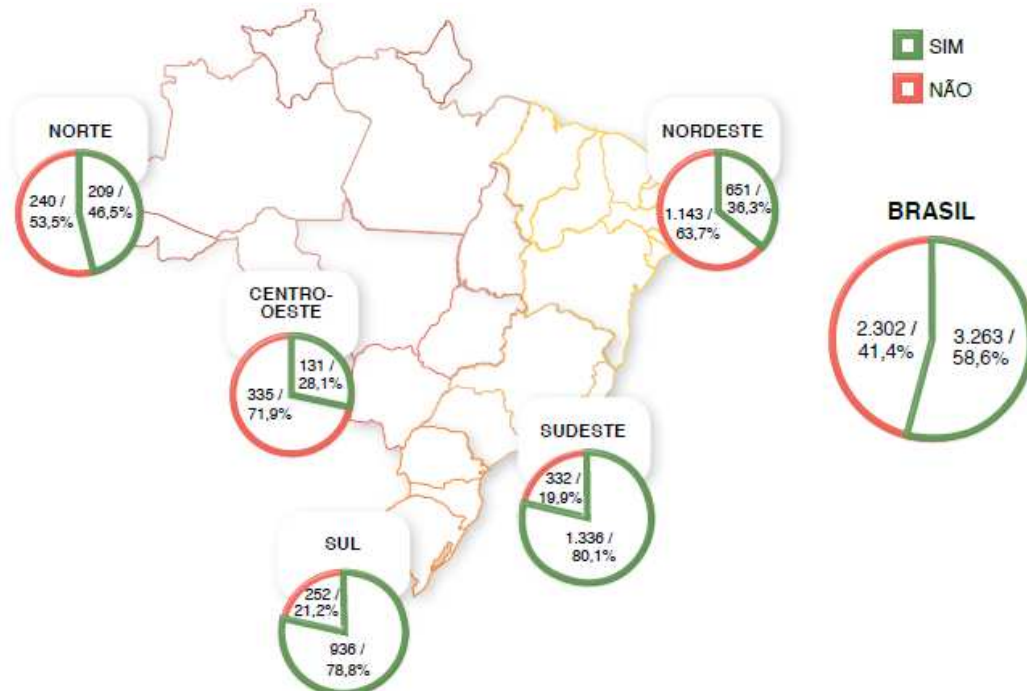 SIM
NÃO
NORTE
240 /
53,5%
209 /
46,5%
NORDESTE
651 /
36,3%
1.143 /
63,7%
BRASIL
2.302 /
41,4%
3.263 /
58,6%
CENTRO-
OESTE
131 /
28,1%
335 /
71,9%
SUDESTE
332 /
19,9%
1.336 /
80,1%
SUL
252 /
21,2%
936 /
78,8%